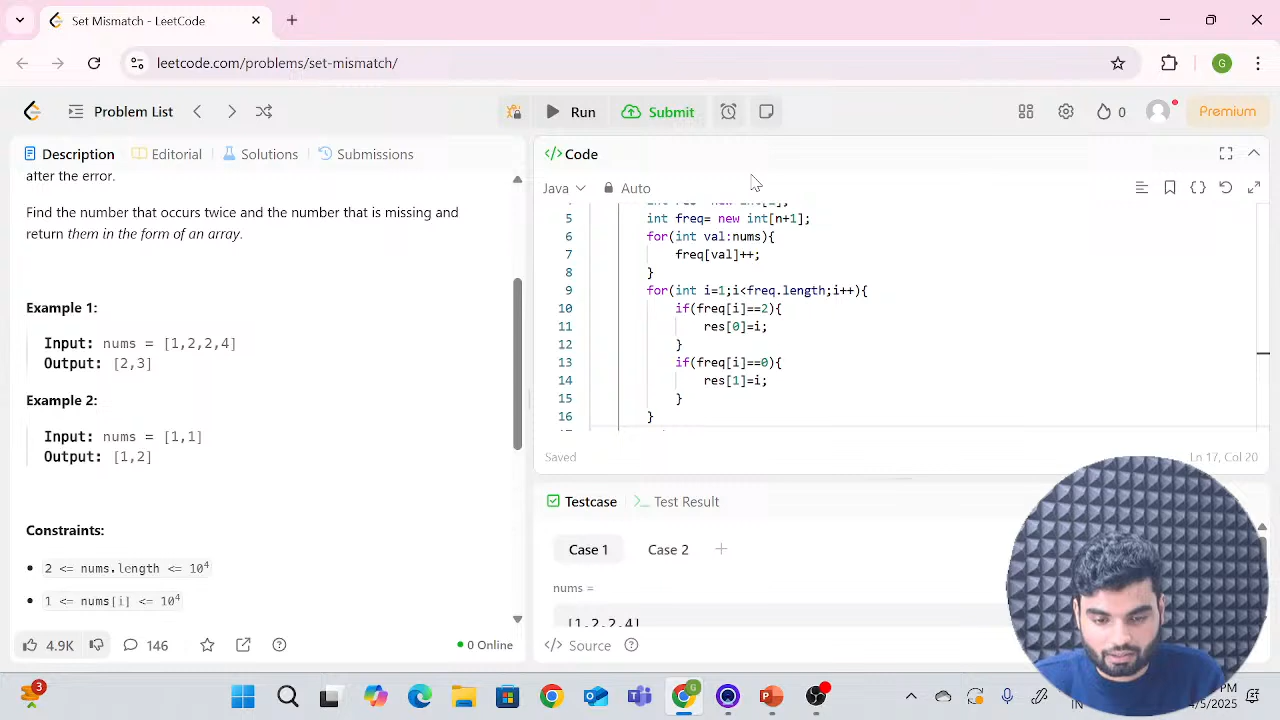 Set Mismatch - LeetCode
leetcode.com/problems/set-mismatch/
G
Problem List
Run
Submit
0
Premium
Description
Editorial
Solutions
Submissions
after the error.
Find the number that occurs twice and the number that is missing and
return them in the form of an array.
Example 1:
Input: nums = [1,2,2,4]
Output: [2,3]
Example 2:
Input: nums = [1,1]
Output: [1,2]
Constraints:
2 <= nums.length <= 10⁴
1 <= nums[i] <= 10⁴
4.9K
146
0 Online
</> Code
Java
Auto
5 int freq= new int[n+1];
6 for(int val:nums){
7 freq[val]++;
8 }
9 for(int i=1;i<freq.length;i++){
10 if(freq[i]==2){
11 res[0]=i;
12 }
13 if(freq[i]==0){
14 res[1]=i;
15 }
16 }
Saved
Ln 17, Col 20
Testcase
>_ Test Result
Case 1
Case 2
nums =
[1,2,2,4]
</> Source
3
G
IN
PM
4/5/2025